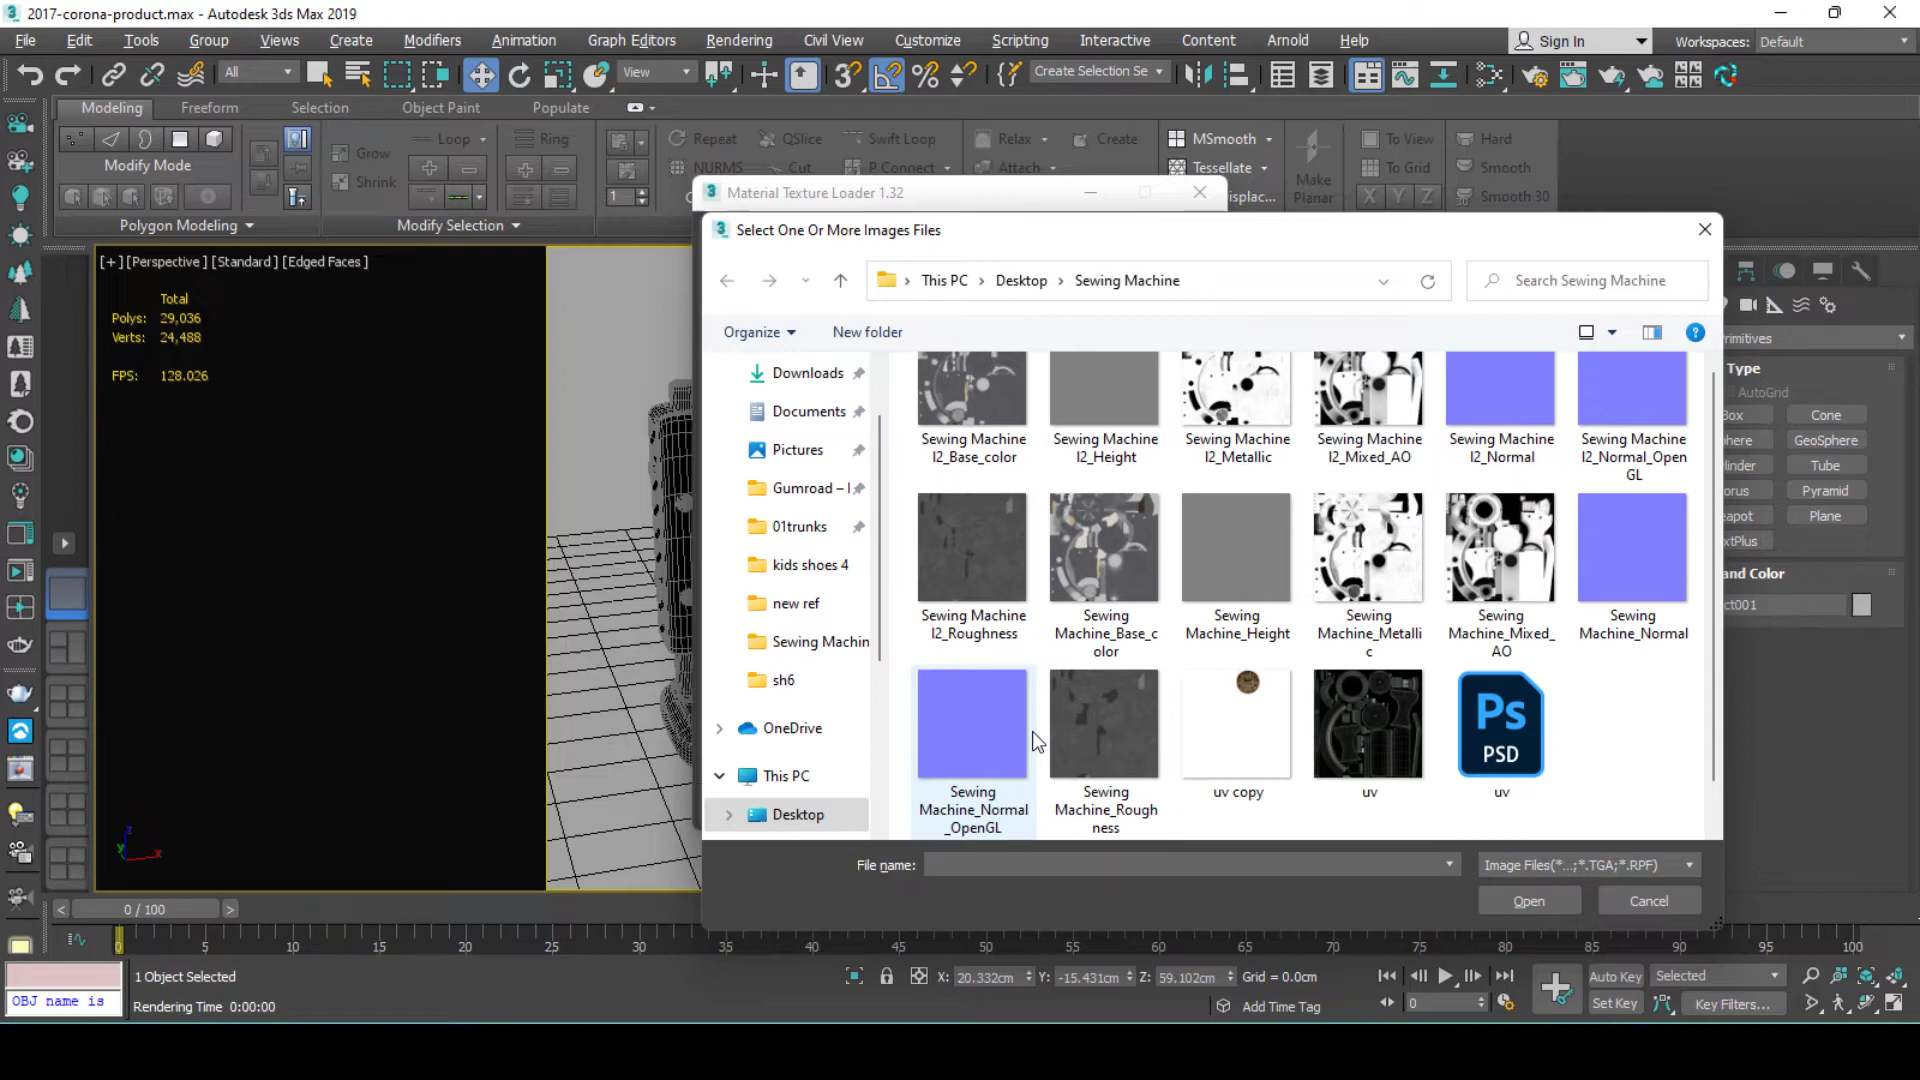 2017-corona-product.max - Autodesk 3ds Max 2019
File Edit Tools Group Views Create Modifiers Animation Graph Editors Rendering Civil View Customize Scripting Interactive Content Arnold Help Sign In Workspaces: Default
All View Create Selection Se
Modeling Freeform Selection Object Paint Populate
Loop Ring Repeat QSlice Swift Loop Relax Create MSmooth To View Hard
Modify Mode Grow NURMS Cut P Connect Attach Tessellate To Grid Smooth
Shrink 1 Make Planar X Y Z Smooth 30
Polygon Modeling Modify Selection
Material Texture Loader 1.32
Select One Or More Images Files
[+] [Perspective] [Standard] [Edged Faces]
Total
Polys: 29,036
Verts: 24,488
FPS: 128.026
This PC > Desktop > Sewing Machine
Search Sewing Machine
Organize New folder
Downloads
Documents
Pictures
Gumroad – I
01trunks
kids shoes 4
new ref
Sewing Machin
sh6
OneDrive
This PC
Desktop
Sewing Machine I2_Base_color
Sewing Machine I2_Height
Sewing Machine I2_Metallic
Sewing Machine I2_Mixed_AO
Sewing Machine I2_Normal
Sewing Machine I2_Normal_OpenGL
Sewing Machine I2_Roughness
Sewing Machine_Base_color
Sewing Machine_Height
Sewing Machine_Metallic
Sewing Machine_Mixed_AO
Sewing Machine_Normal
Sewing Machine_Normal_OpenGL
Sewing Machine_Roughness
uv copy
uv
Ps
PSD
uv
File name: Image Files(*...;*.TGA;*.RPF)
Open Cancel
Type
AutoGrid
Cone
GeoSphere
Tube
Pyramid
Plane
and Color
z
y x
0 / 100
0 5 10 15 20 25 30 35 40 45 50 55 60 65 70 75 80 85 90 95 100
1 Object Selected X: 20.332cm Y: -15.431cm Z: 59.102cm Grid = 0.0cm Auto Key Selected
OBJ name is Rendering Time 0:00:00 Add Time Tag 0 Set Key Key Filters...